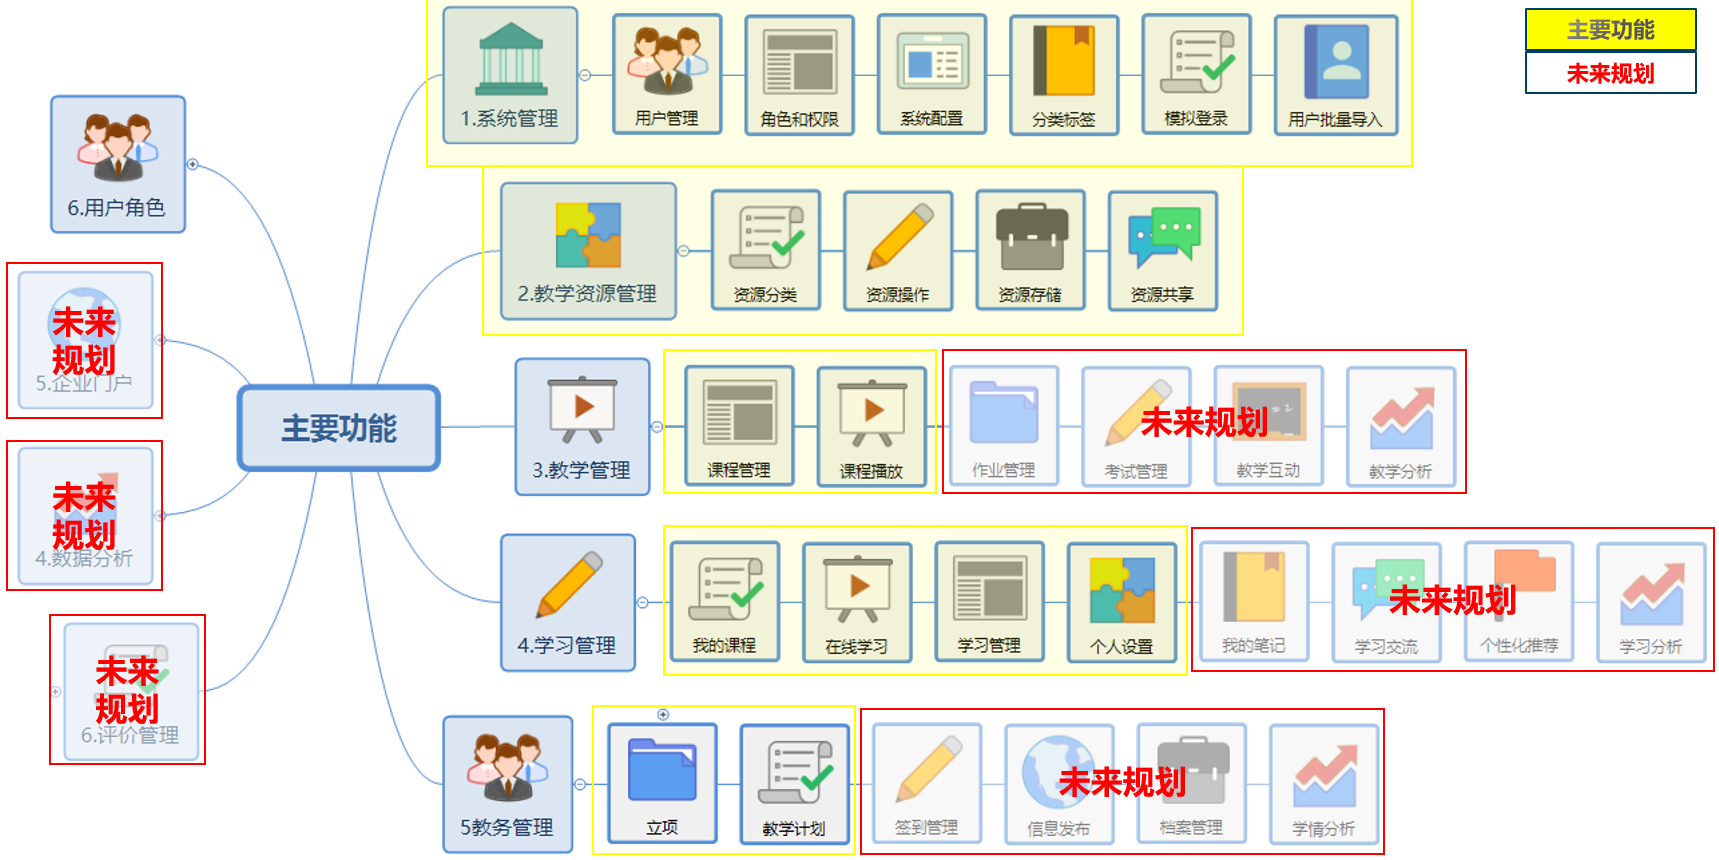 主要功能
未来规划
1.系统管理
用户管理
角色和权限
系统配置
分类标签
模拟登录
用户批量导入
6.用户角色
2.教学资源管理
资源分类
资源操作
资源存储
资源共享
未来
规划
5.企业门户
主要功能
3.教学管理
课程管理
课程播放
作业管理
考试管理
教学互动
教学分析
未来规划
未来
规划
4.数据分析
4.学习管理
我的课程
在线学习
学习管理
个人设置
我的笔记
学习交流
个性化推荐
学习分析
未来规划
未来
规划
6.评价管理
5教务管理
立项
教学计划
签到管理
信息发布
档案管理
学情分析
未来规划